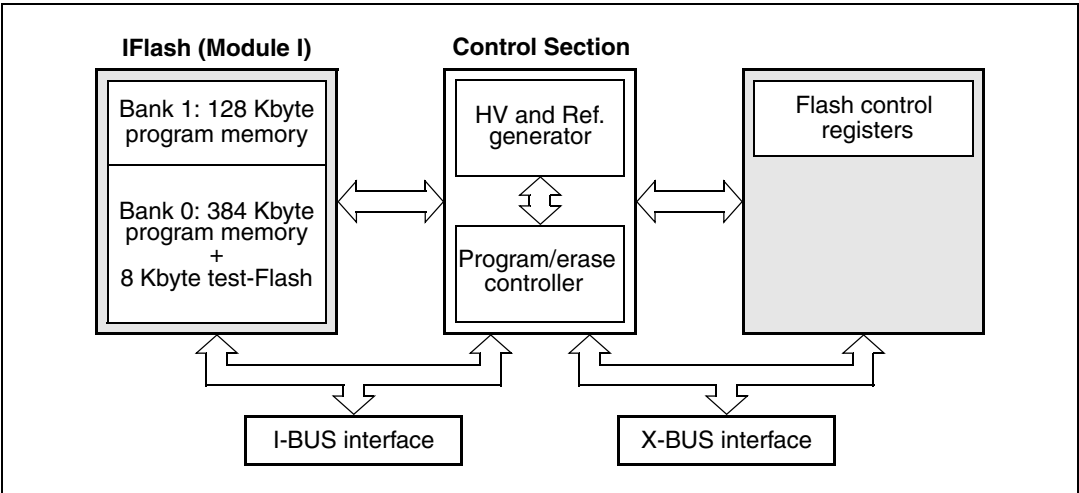 IFlash (Module I)
Bank 1: 128 Kbyte
program memory
Bank 0: 384 Kbyte
program memory
+
8 Kbyte test-Flash
Control Section
HV and Ref.
generator
Program/erase
controller
Flash control
registers
I-BUS interface
X-BUS interface